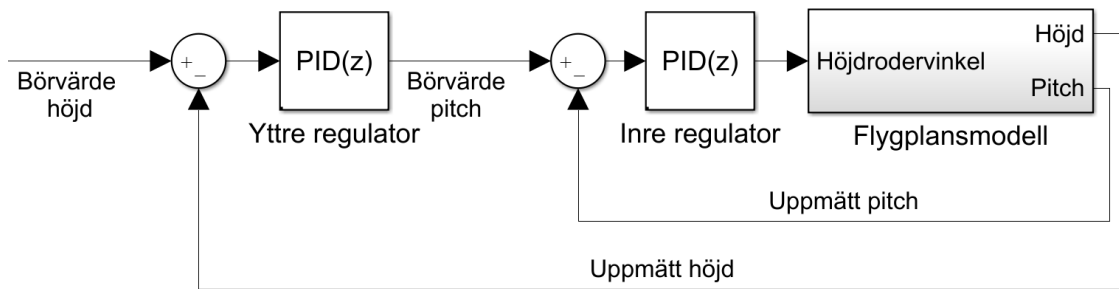 +
−
PID(z)
Börvärde
höjd
Yttre regulator
Börvärde
pitch
+
−
PID(z)
Inre regulator
Höjdrodervinkel
Höjd
Pitch
Flygplansmodell
Uppmätt pitch
Uppmätt höjd